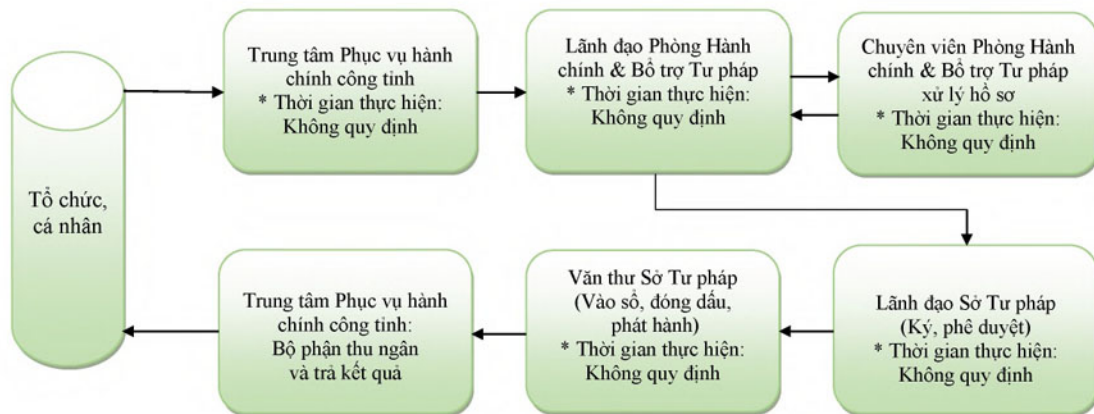 Tổ chức,
cá nhân
Trung tâm Phục vụ hành
chính công tỉnh
* Thời gian thực hiện:
Không quy định
Lãnh đạo Phòng Hành
chính & Bổ trợ Tư pháp
* Thời gian thực hiện:
Không quy định
Chuyên viên Phòng Hành
chính & Bổ trợ Tư pháp
xử lý hồ sơ
* Thời gian thực hiện:
Không quy định
Lãnh đạo Sở Tư pháp
(Ký, phê duyệt)
* Thời gian thực hiện:
Không quy định
Văn thư Sở Tư pháp
(Vào sổ, đóng dấu,
phát hành)
* Thời gian thực hiện:
Không quy định
Trung tâm Phục vụ hành
chính công tỉnh:
Bộ phận thu ngân
và trả kết quả